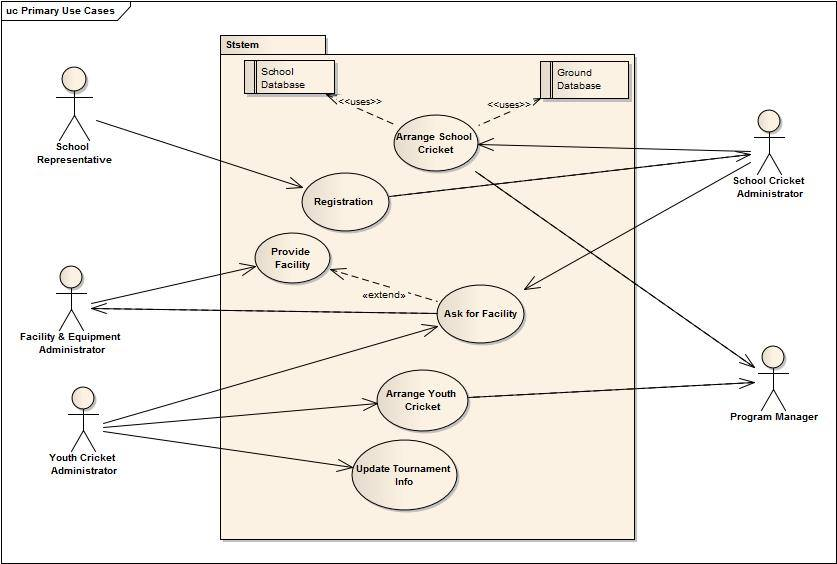 uc Primary Use Cases
Ststem
School
Database
Ground
Database
<<uses>>
<<uses>>
Arrange School
Cricket
School
Representative
School Cricket
Administrator
Registration
Provide
Facility
«extend»
Ask for Facility
Facility & Equipment
Administrator
Arrange Youth
Cricket
Program Manager
Youth Cricket
Administrator
Update Tournament
Info